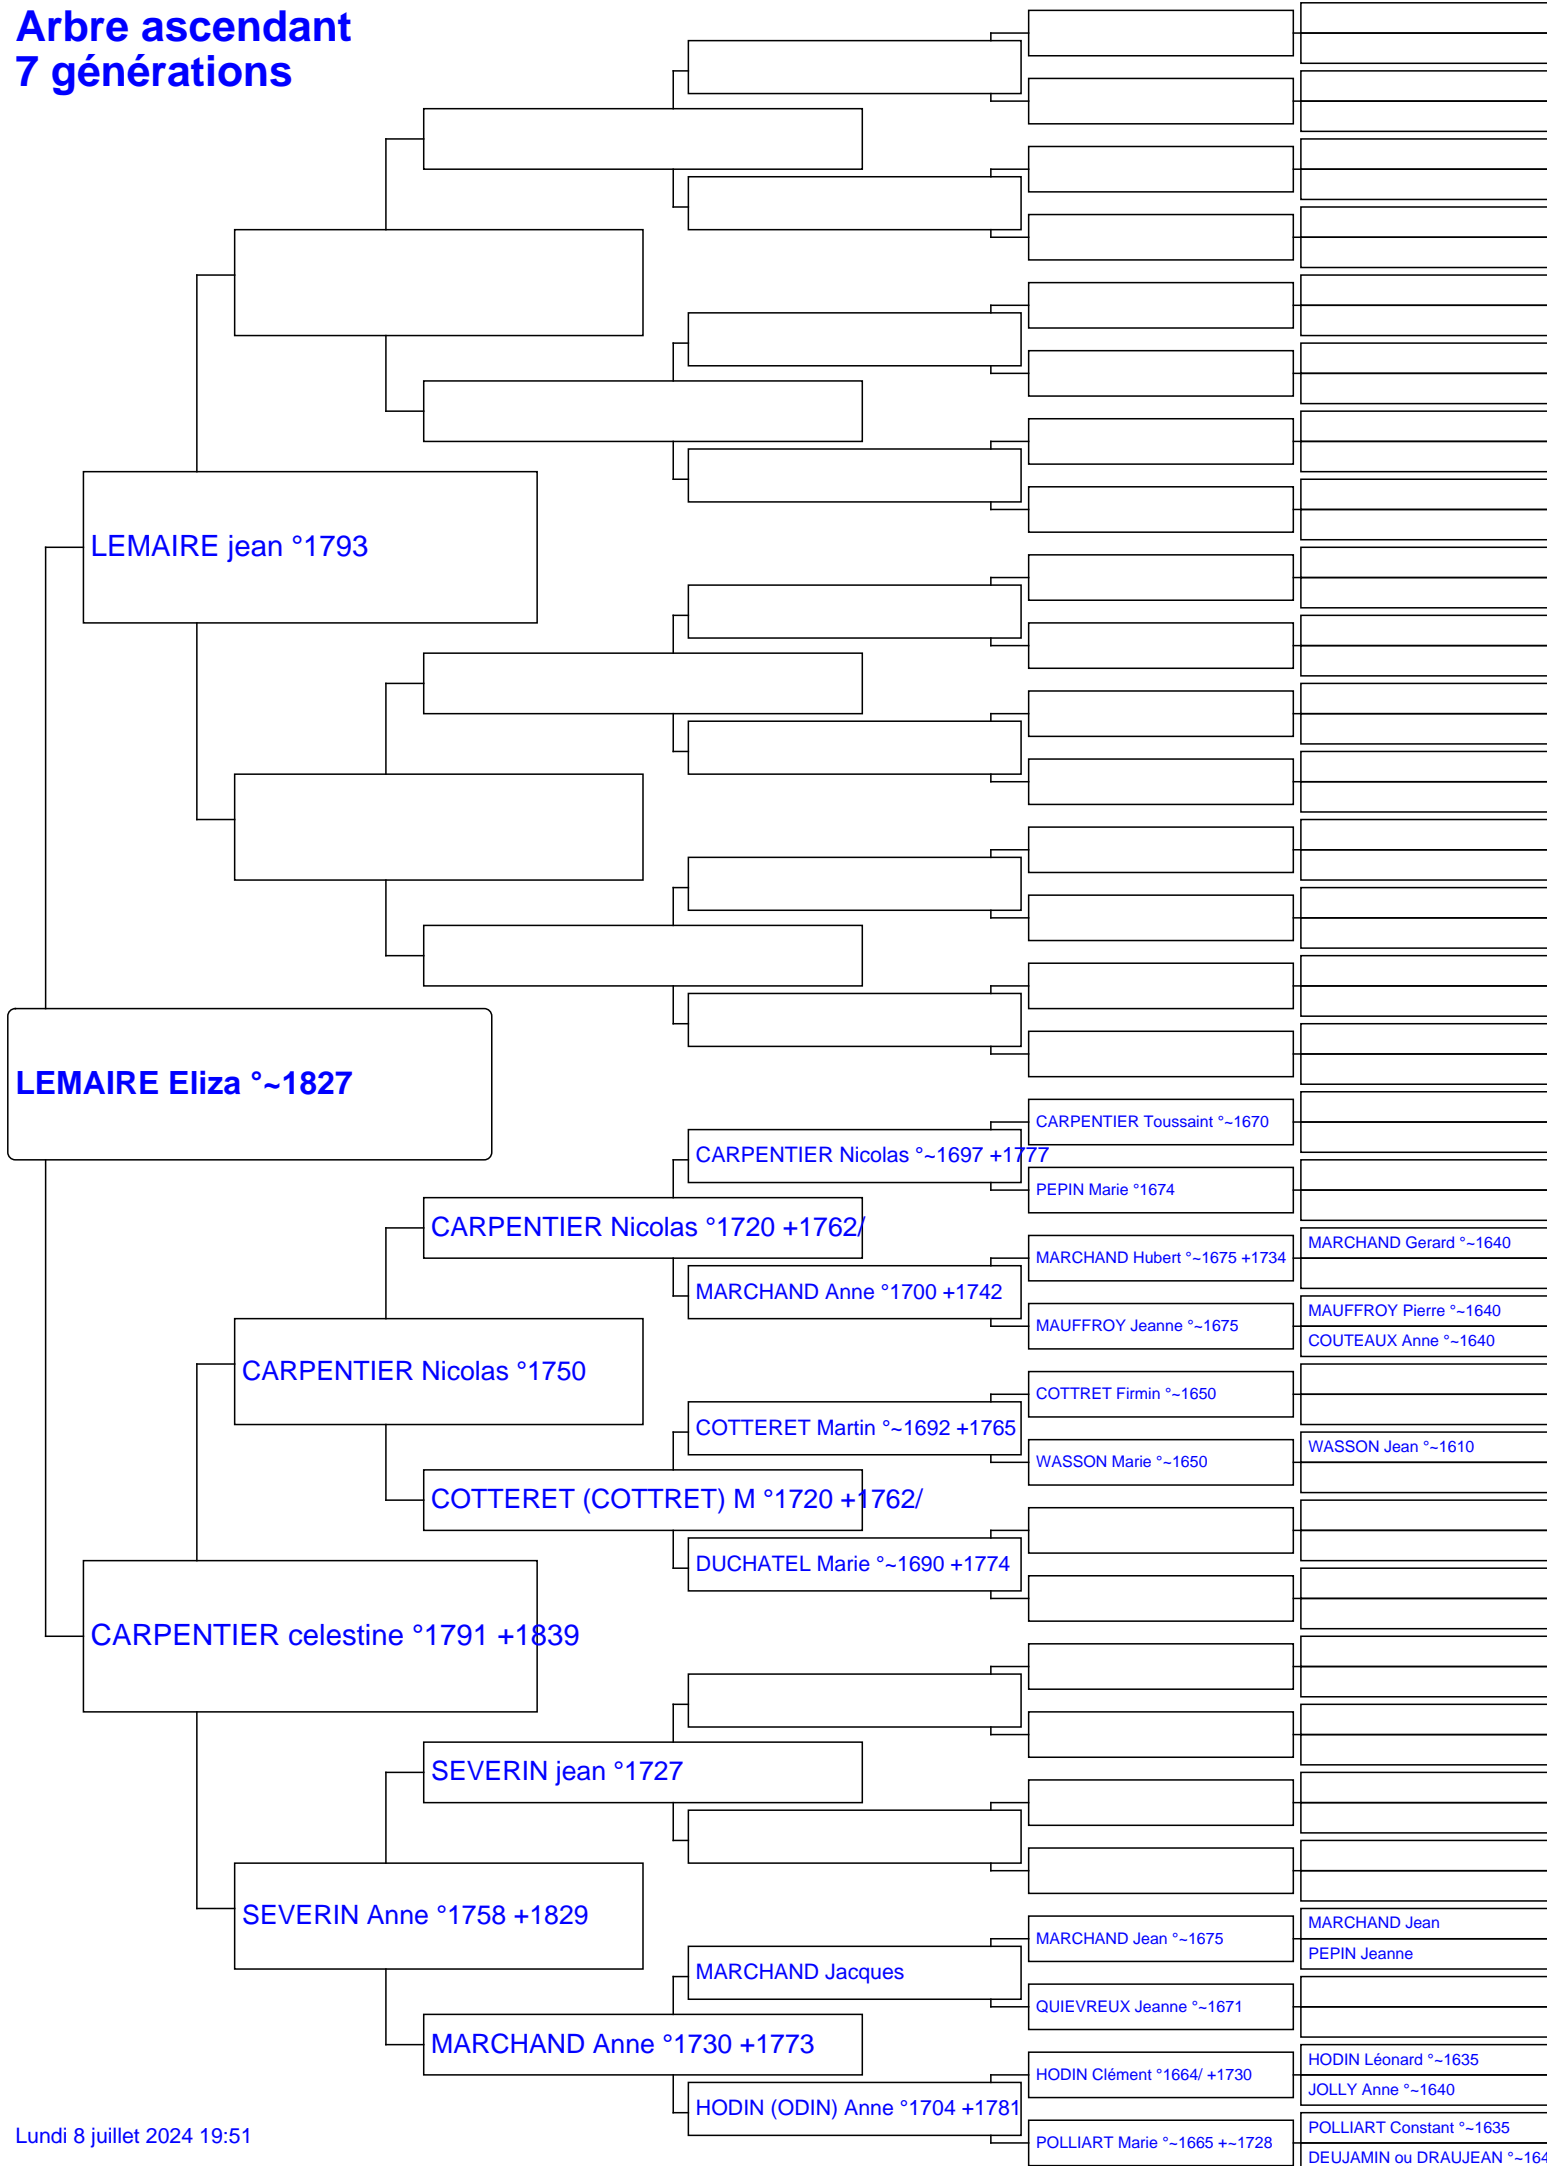 Arbre ascendant
7 générations
LEMAIRE jean °1793
LEMAIRE Eliza °~1827
CARPENTIER Toussaint °~1670
CARPENTIER Nicolas °~1697 +1777
PEPIN Marie °1674
CARPENTIER Nicolas °1720 +1762/
MARCHAND Gerard °~1640
MARCHAND Hubert °~1675 +1734
MARCHAND Anne °1700 +1742
MAUFFROY Pierre °~1640
MAUFFROY Jeanne °~1675
COUTEAUX Anne °~1640
CARPENTIER Nicolas °1750
COTTRET Firmin °~1650
COTTERET Martin °~1692 +1765
WASSON Jean °~1610
WASSON Marie °~1650
COTTERET (COTTRET) M °1720 +1762/
DUCHATEL Marie °~1690 +1774
CARPENTIER celestine °1791 +1839
SEVERIN jean °1727
SEVERIN Anne °1758 +1829
MARCHAND Jean
MARCHAND Jean °~1675
PEPIN Jeanne
MARCHAND Jacques
QUIEVREUX Jeanne °~1671
MARCHAND Anne °1730 +1773
HODIN Léonard °~1635
HODIN Clément °1664/ +1730
JOLLY Anne °~1640
HODIN (ODIN) Anne °1704 +1781
POLLIART Constant °~1635
POLLIART Marie °~1665 +~1728
DEUJAMIN ou DRAUJEAN °~164
Lundi 8 juillet 2024 19:51